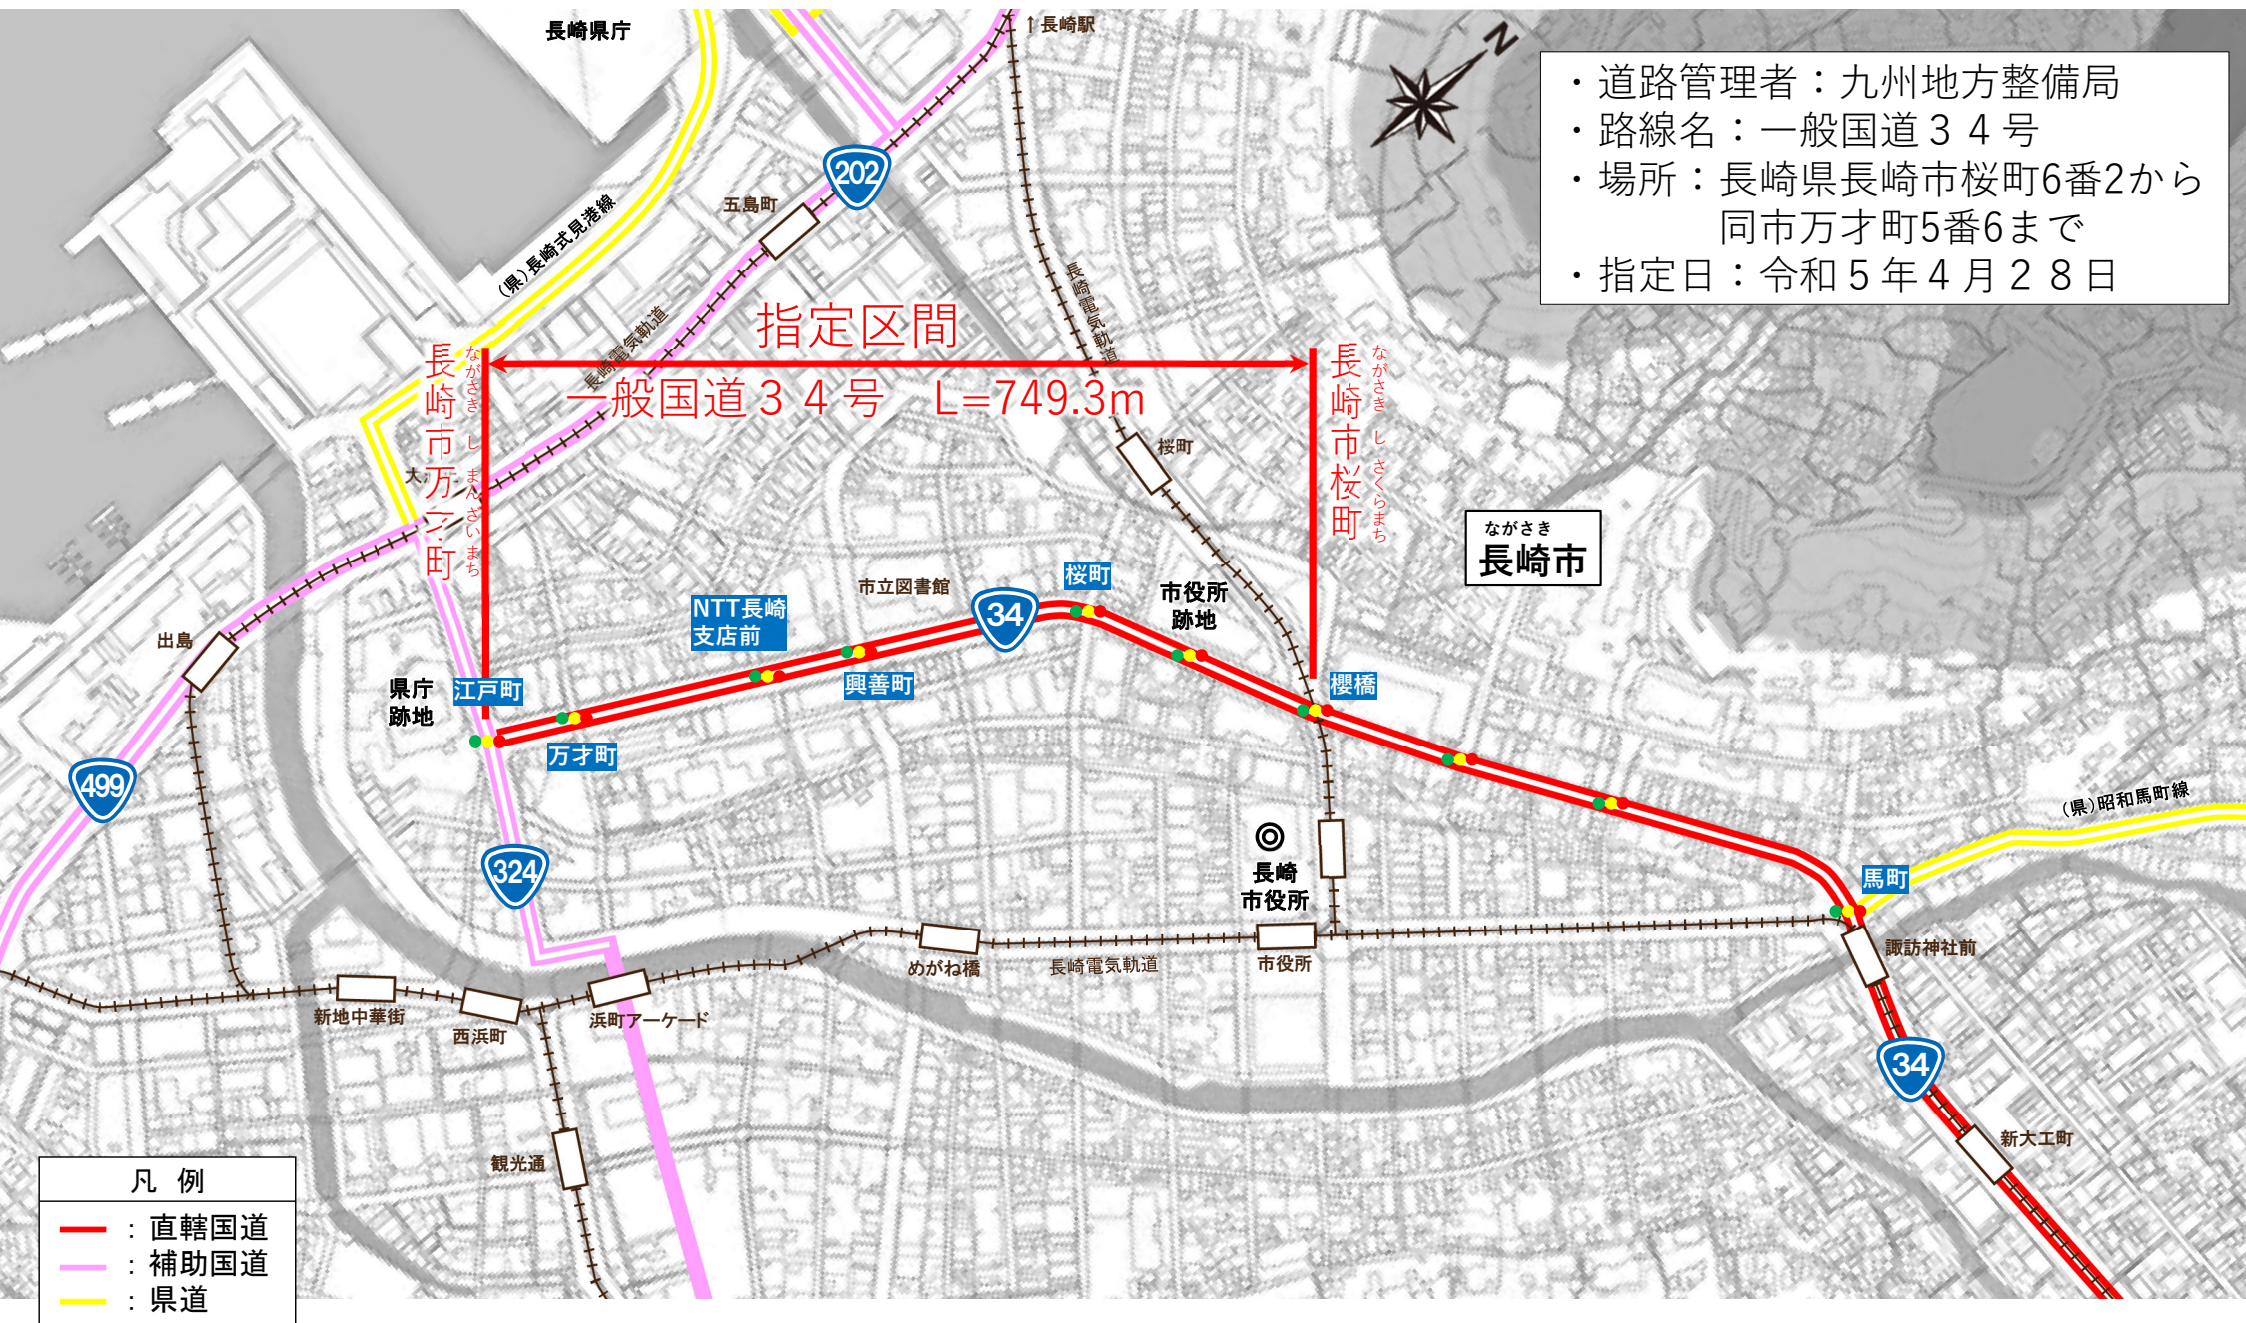 長崎県庁
↑長崎駅
N
・道路管理者：九州地方整備局
・路線名：一般国道３４号
・場所：長崎県長崎市桜町6番2から
同市万才町5番6まで
・指定日：令和５年４月２８日
202
五島町
(県)長崎式見港線
長崎電気軌道
長崎電気軌道
指定区間
一般国道３４号　L=749.3m
長崎市万才町
ながさき し まんざいまち
長崎市桜町
ながさき し さくらまち
桜町
ながさき
長崎市
市立図書館
34
桜町
市役所
跡地
NTT長崎
支店前
興善町
櫻橋
出島
県庁
跡地
江戸町
万才町
499
324
(県)昭和馬町線
馬町
長崎
市役所
諏訪神社前
めがね橋
長崎電気軌道
市役所
新地中華街
西浜町
浜町アーケード
34
新大工町
観光通
凡 例
：直轄国道
：補助国道
：県道